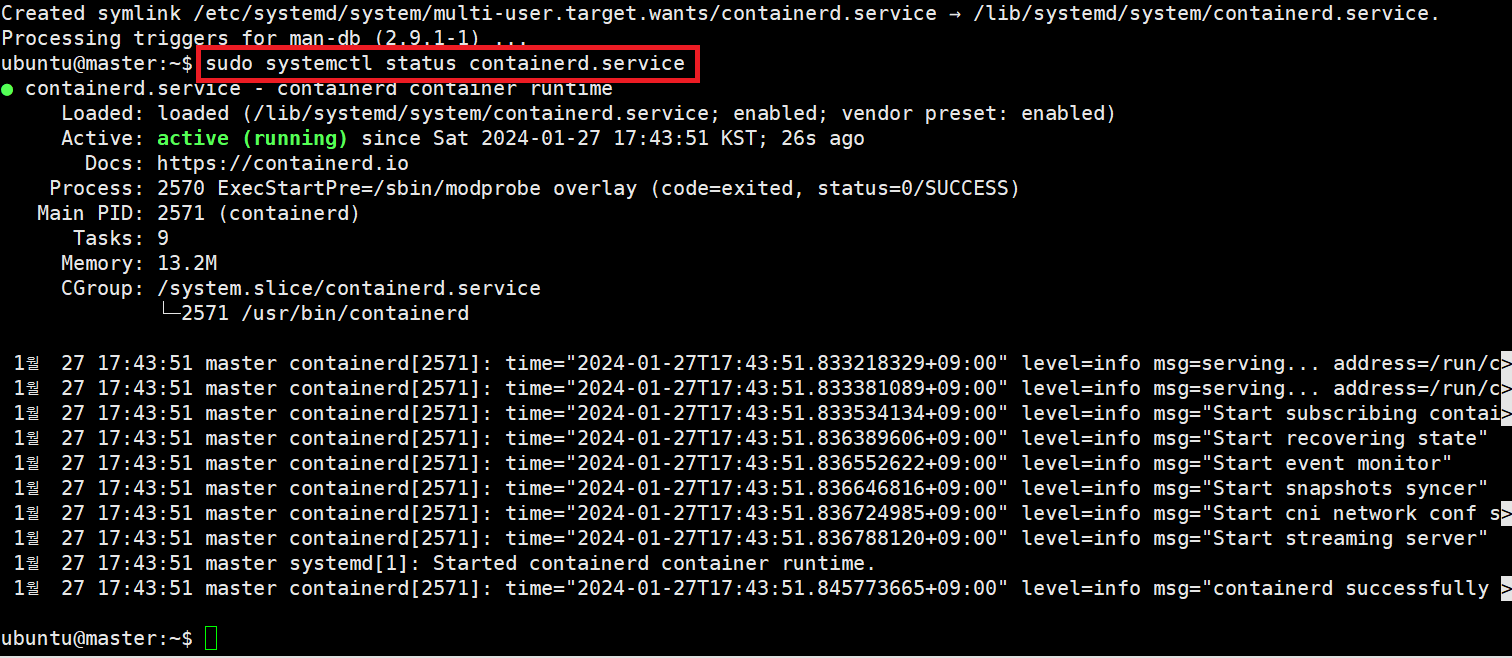 Created symlink /etc/systemd/system/multi-user.target.wants/containerd.service → /lib/systemd/system/containerd.service.
Processing triggers for man-db (2.9.1-1) ...
ubuntu@master:~$ sudo systemctl status containerd.service
● containerd.service - containerd container runtime
     Loaded: loaded (/lib/systemd/system/containerd.service; enabled; vendor preset: enabled)
     Active: active (running) since Sat 2024-01-27 17:43:51 KST; 26s ago
       Docs: https://containerd.io
    Process: 2570 ExecStartPre=/sbin/modprobe overlay (code=exited, status=0/SUCCESS)
   Main PID: 2571 (containerd)
      Tasks: 9
     Memory: 13.2M
     CGroup: /system.slice/containerd.service
             └─2571 /usr/bin/containerd
 1월 27 17:43:51 master containerd[2571]: time="2024-01-27T17:43:51.833218329+09:00" level=info msg=serving... address=/run/c>
 1월 27 17:43:51 master containerd[2571]: time="2024-01-27T17:43:51.833381089+09:00" level=info msg=serving... address=/run/c>
 1월 27 17:43:51 master containerd[2571]: time="2024-01-27T17:43:51.833534134+09:00" level=info msg="Start subscribing contai>
 1월 27 17:43:51 master containerd[2571]: time="2024-01-27T17:43:51.836389606+09:00" level=info msg="Start recovering state"
 1월 27 17:43:51 master containerd[2571]: time="2024-01-27T17:43:51.836552622+09:00" level=info msg="Start event monitor"
 1월 27 17:43:51 master containerd[2571]: time="2024-01-27T17:43:51.836646816+09:00" level=info msg="Start snapshots syncer"
 1월 27 17:43:51 master containerd[2571]: time="2024-01-27T17:43:51.836724985+09:00" level=info msg="Start cni network conf s>
 1월 27 17:43:51 master containerd[2571]: time="2024-01-27T17:43:51.836788120+09:00" level=info msg="Start streaming server"
 1월 27 17:43:51 master systemd[1]: Started containerd container runtime.
 1월 27 17:43:51 master containerd[2571]: time="2024-01-27T17:43:51.845773665+09:00" level=info msg="containerd successfully >
ubuntu@master:~$